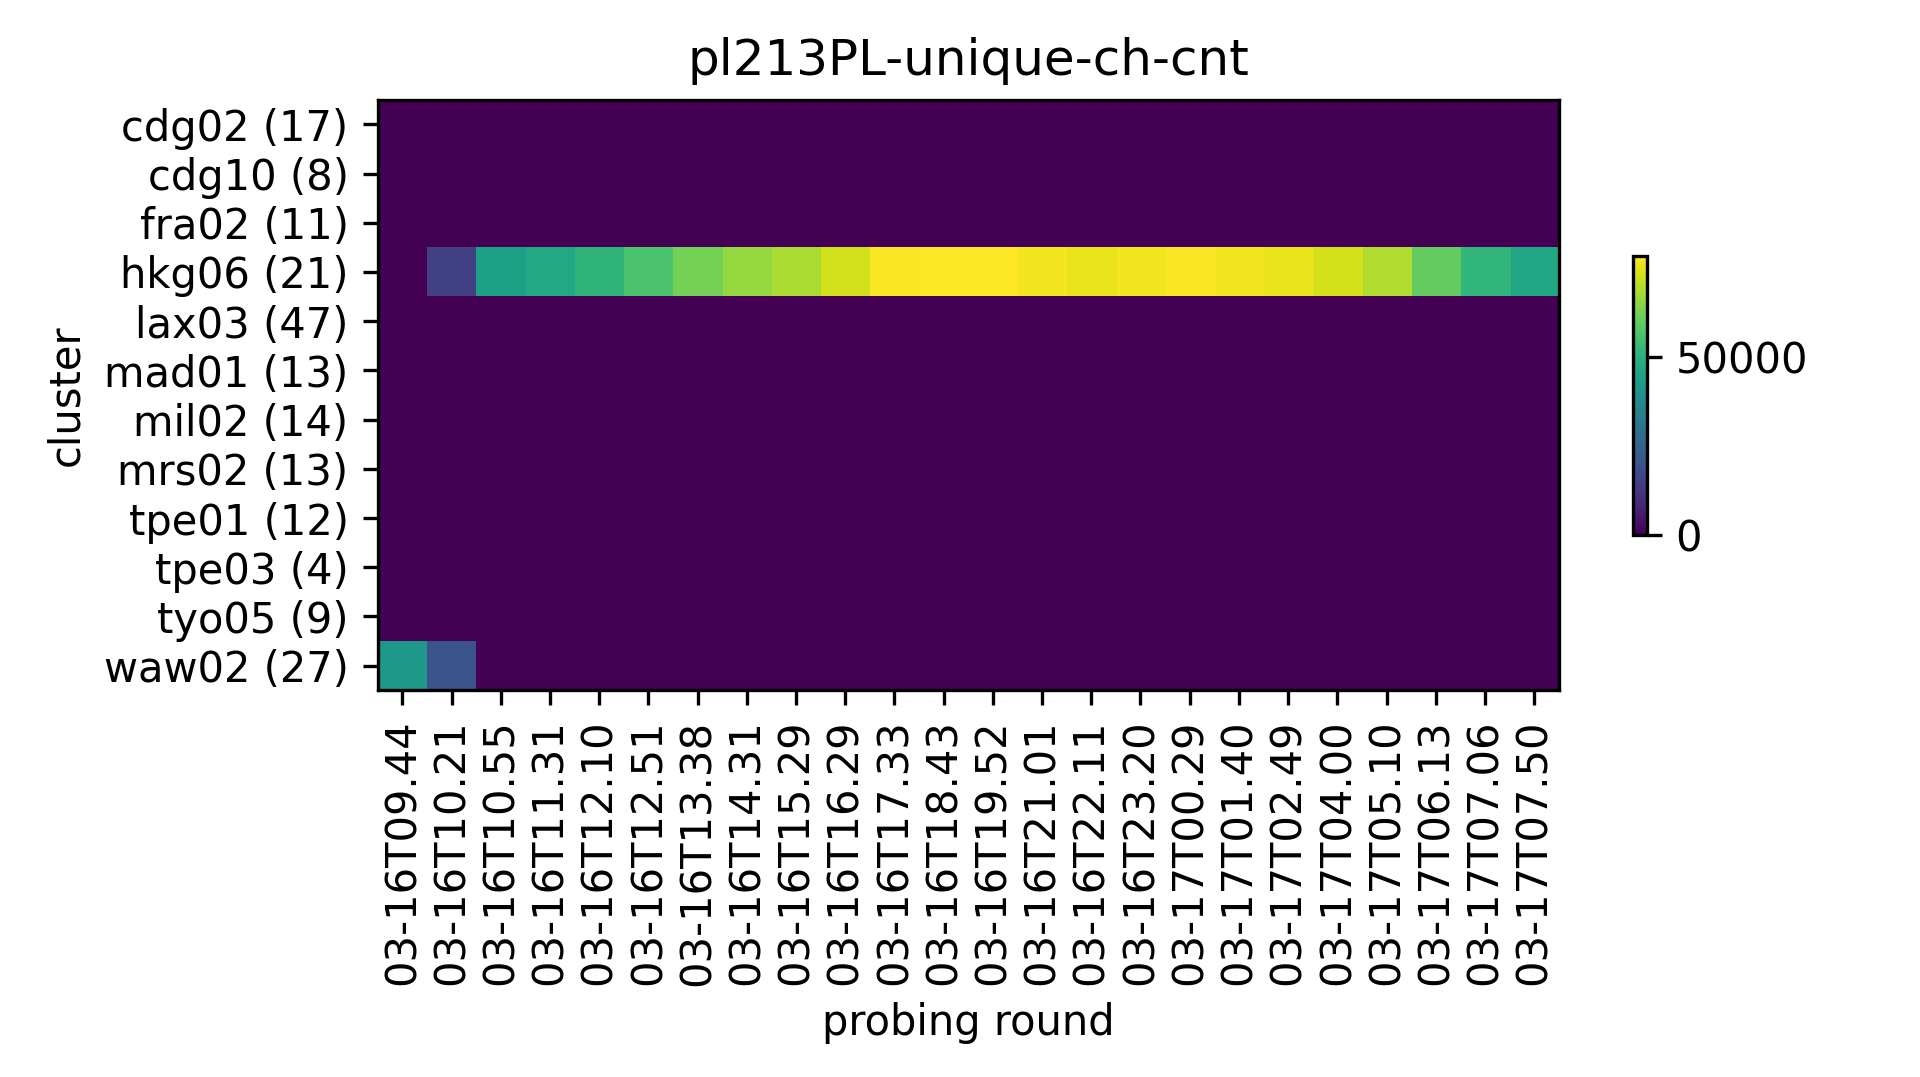 pl213PL-unique-ch-cnt
cluster
cdg02 (17)
cdg10 (8)
fra02 (11)
hkg06 (21)
lax03 (47)
mad01 (13)
mil02 (14)
mrs02 (13)
tpe01 (12)
tpe03 (4)
tyo05 (9)
waw02 (27)
03-16T09.44
03-16T10.21
03-16T10.55
03-16T11.31
03-16T12.10
03-16T12.51
03-16T13.38
03-16T14.31
03-16T15.29
03-16T16.29
03-16T17.33
03-16T18.43
03-16T19.52
03-16T21.01
03-16T22.11
03-16T23.20
03-17T00.29
03-17T01.40
03-17T02.49
03-17T04.00
03-17T05.10
03-17T06.13
03-17T07.06
03-17T07.50
probing round
50000
0